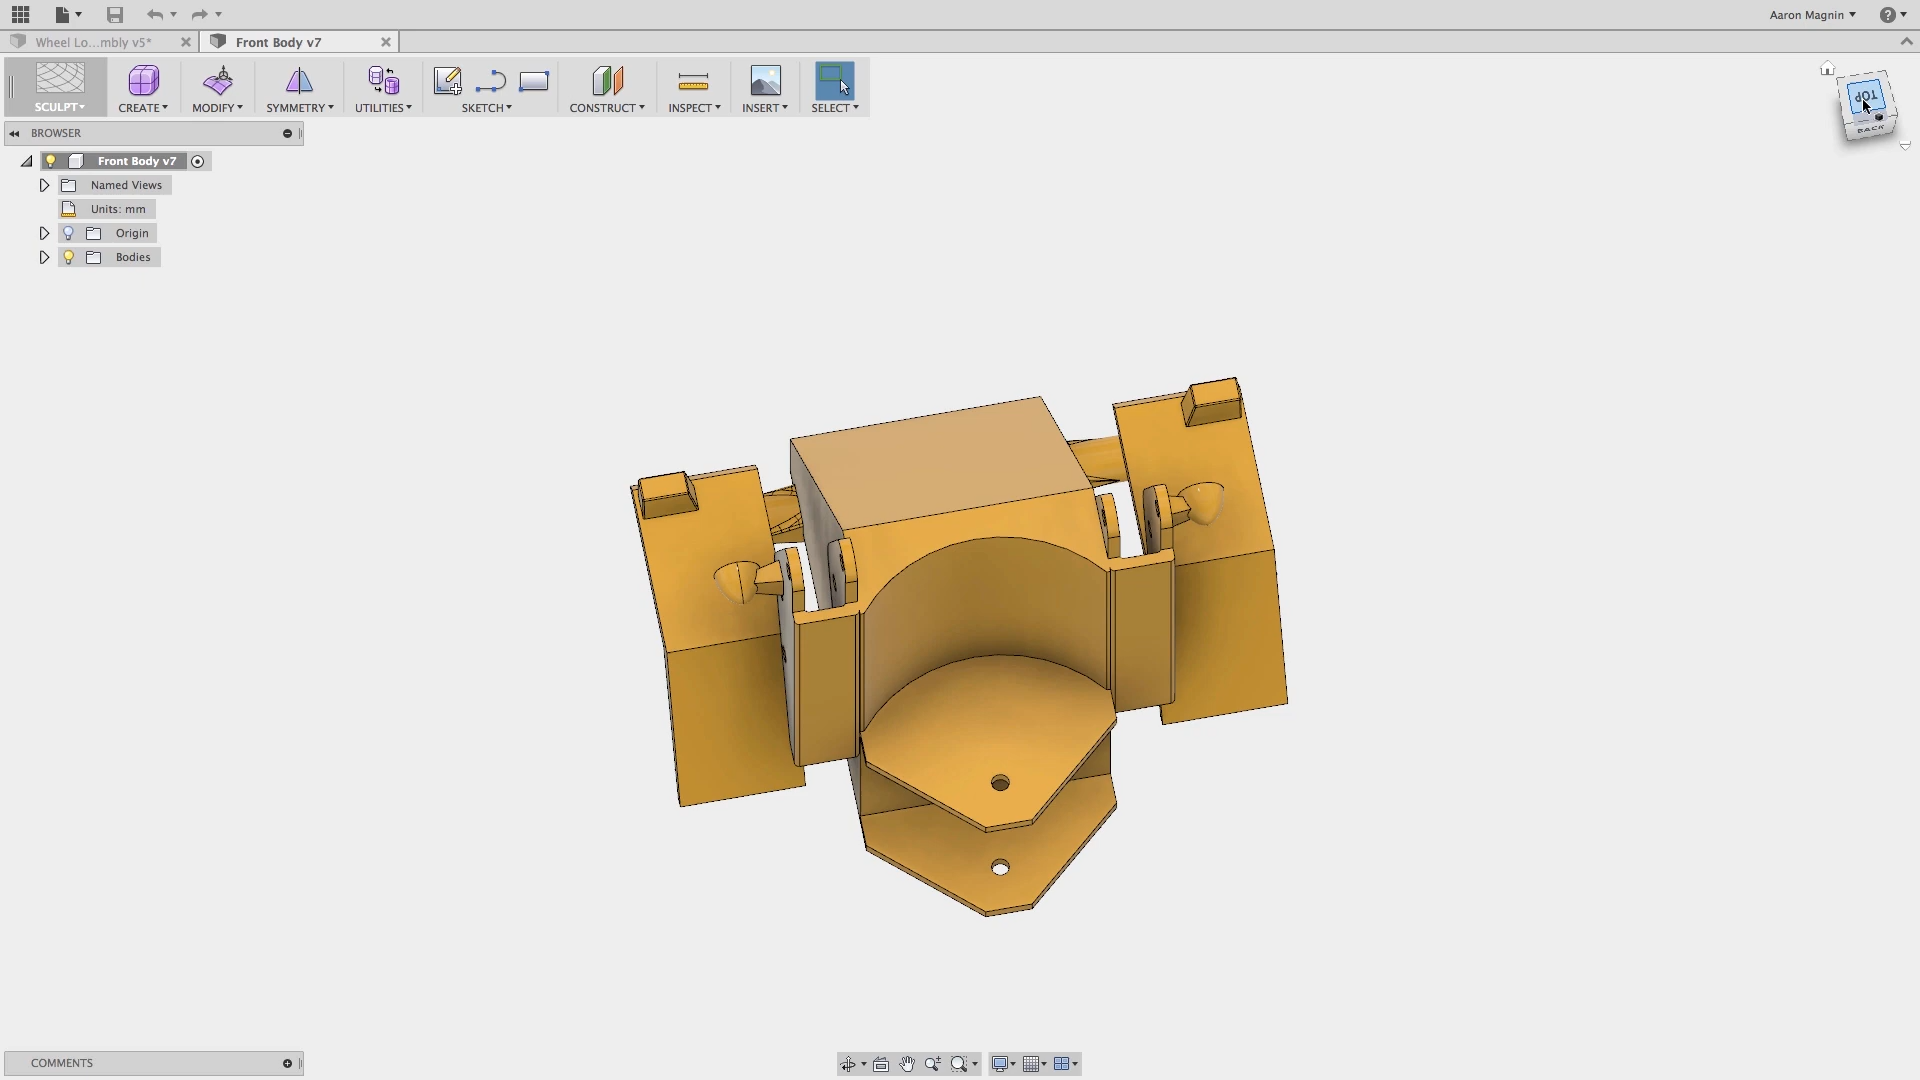 Aaron Magnin
Wheel Lo...mbly v5*
Front Body v7
SCULPT
CREATE
MODIFY
SYMMETRY
UTILITIES
SKETCH
CONSTRUCT
INSPECT
INSERT
SELECT
TOP
BACK
BROWSER
Front Body v7
Named Views
Units: mm
Origin
Bodies
COMMENTS